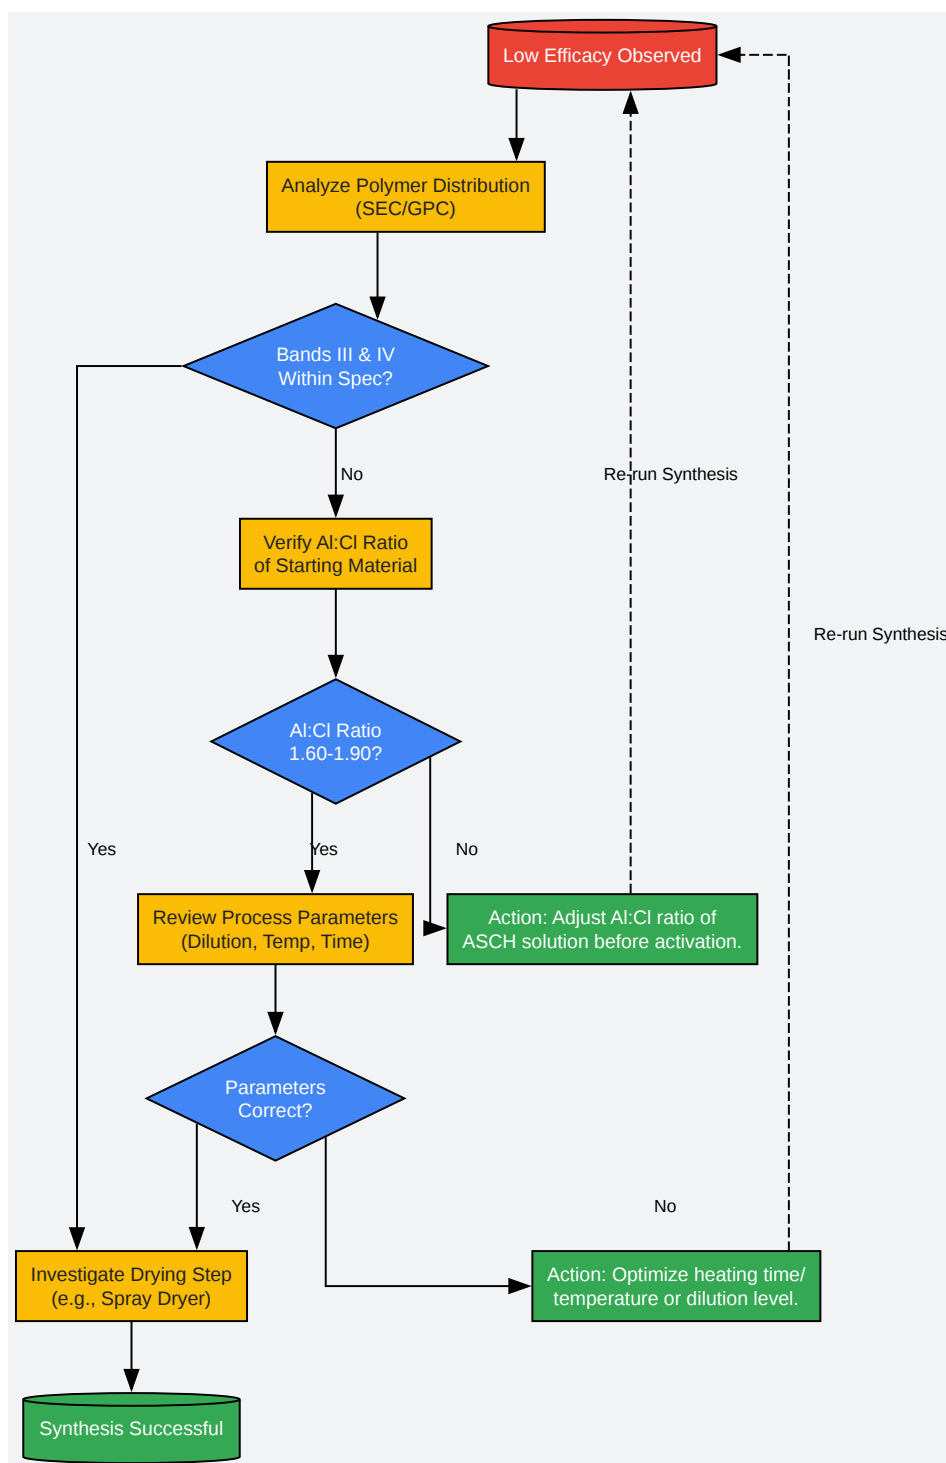 Low Efficacy Observed
Analyze Polymer Distribution
(SEC/GPC)
Bands III & IV
Within Spec?
No
Re-run Synthesis
Verify Al:Cl Ratio
of Starting Material
Re-run Synthesis
Al:Cl Ratio
1.60-1.90?
Yes
Yes
No
Review Process Parameters
(Dilution, Temp, Time)
Action: Adjust Al:Cl ratio of
ASCH solution before activation.
Parameters
Correct?
Yes
No
Investigate Drying Step
(e.g., Spray Dryer)
Action: Optimize heating time/
temperature or dilution level.
Synthesis Successful